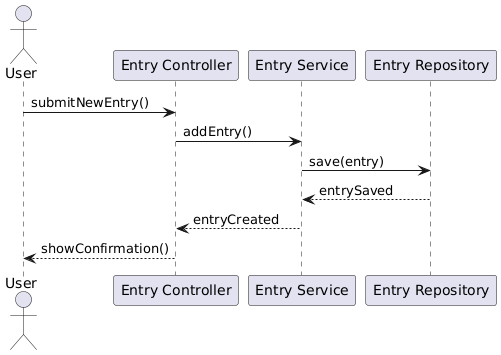 User
Entry Controller
Entry Service
Entry Repository
submitNewEntry()
addEntry()
save(entry)
entrySaved
entryCreated
showConfirmation()
User
Entry Controller
Entry Service
Entry Repository